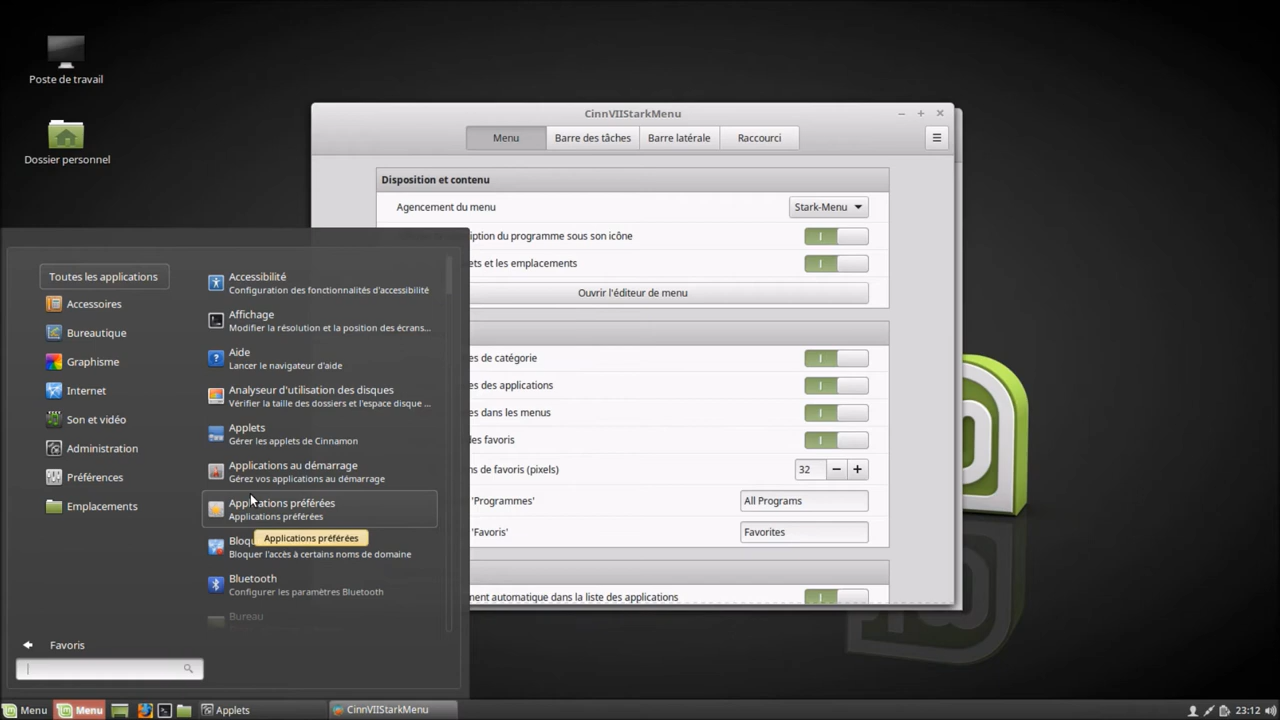 Poste de travail
Dossier personnel
CinnVIIStarkMenu
Menu
Barre des tâches
Barre latérale
Raccourci
Disposition et contenu
Agencement du menu
Stark-Menu
iption du programme sous son icône
ets et les emplacements
Ouvrir l'éditeur de menu
es de catégorie
es des applications
es dans les menus
des favoris
ns de favoris (pixels)
32
'Programmes'
All Programs
'Favoris'
Favorites
ment automatique dans la liste des applications
Toutes les applications
Accessoires
Bureautique
Graphisme
Internet
Son et vidéo
Administration
Préférences
Emplacements
Accessibilité
Configuration des fonctionnalités d'accessibilité
Affichage
Modifier la résolution et la position des écrans...
Aide
Lancer le navigateur d'aide
Analyseur d'utilisation des disques
Vérifier la taille des dossiers et l'espace disque ...
Applets
Gérer les applets de Cinnamon
Applications au démarrage
Gérez vos applications au démarrage
Applications préférées
Applications préférées
Bloqu
Applications préférées
Bloquer l'accès à certains noms de domaine
Bluetooth
Configurer les paramètres Bluetooth
Bureau
Favoris
Menu
Menu
Applets
CinnVIIStarkMenu
23:12